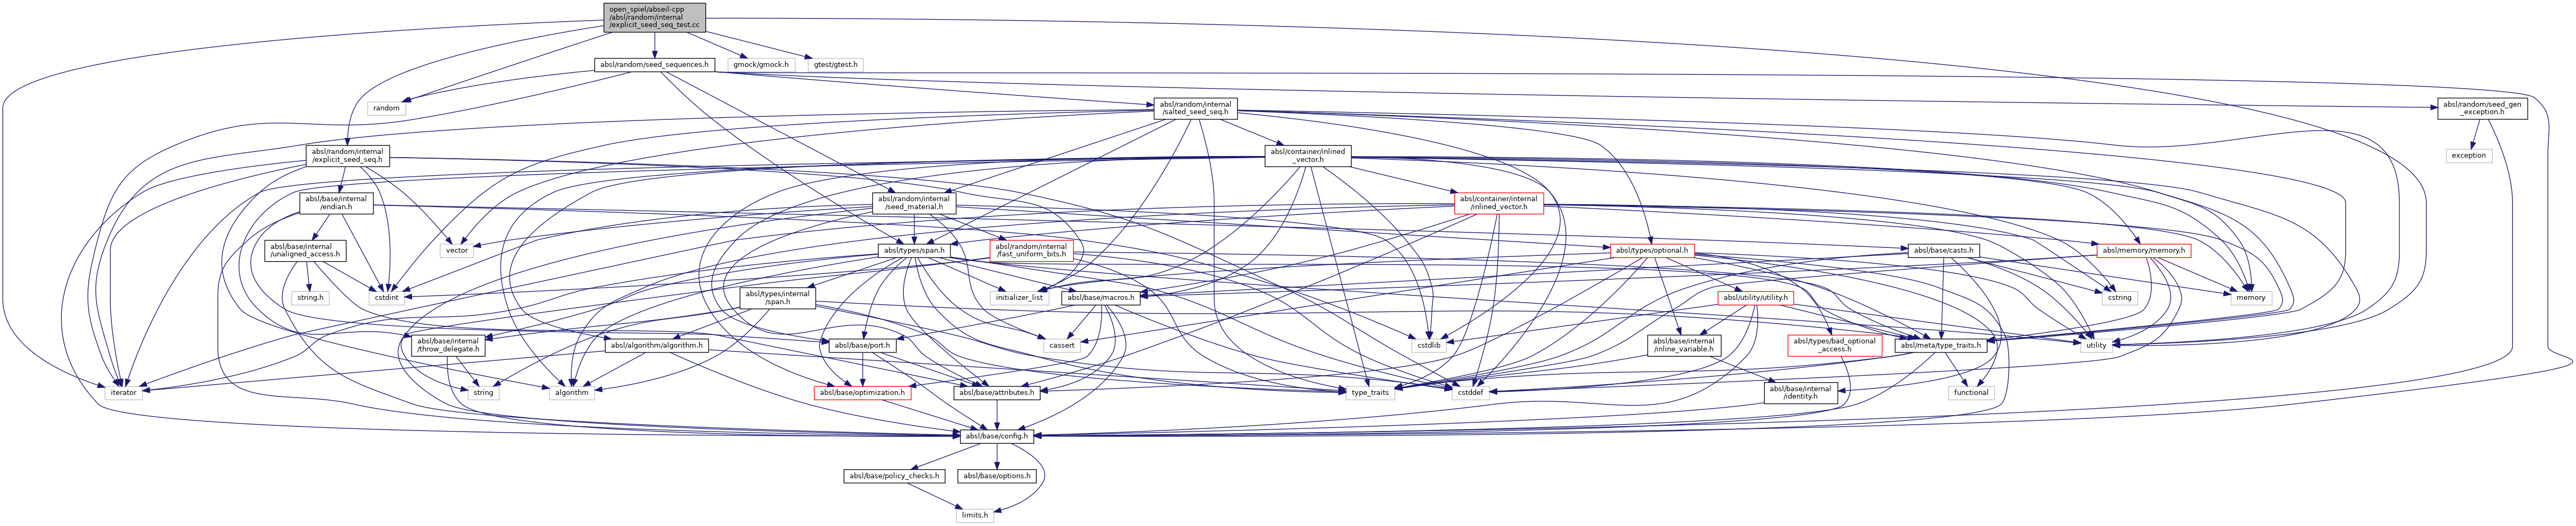 open_spiel/abseil-cpp
/absl/random/internal
/explicit_seed_seq_test.cc
absl/random/seed_sequences.h
gmock/gmock.h
gtest/gtest.h
random
absl/random/internal
/salted_seed_seq.h
absl/random/seed_gen
_exception.h
absl/random/internal
/explicit_seed_seq.h
absl/container/inlined
_vector.h
exception
absl/base/internal
/endian.h
absl/random/internal
/seed_material.h
absl/container/internal
/inlined_vector.h
absl/base/internal
/unaligned_access.h
vector
absl/types/span.h
absl/random/internal
/fast_uniform_bits.h
absl/types/optional.h
absl/base/casts.h
absl/memory/memory.h
string.h
cstdint
absl/types/internal
/span.h
initializer_list
absl/base/macros.h
absl/utility/utility.h
cstring
memory
absl/base/internal
/throw_delegate.h
absl/algorithm/algorithm.h
absl/base/port.h
cassert
cstdlib
absl/base/internal
/inline_variable.h
absl/types/bad_optional
_access.h
absl/meta/type_traits.h
utility
iterator
string
algorithm
absl/base/optimization.h
absl/base/attributes.h
type_traits
cstddef
absl/base/internal
/identity.h
functional
absl/base/config.h
absl/base/policy_checks.h
absl/base/options.h
limits.h